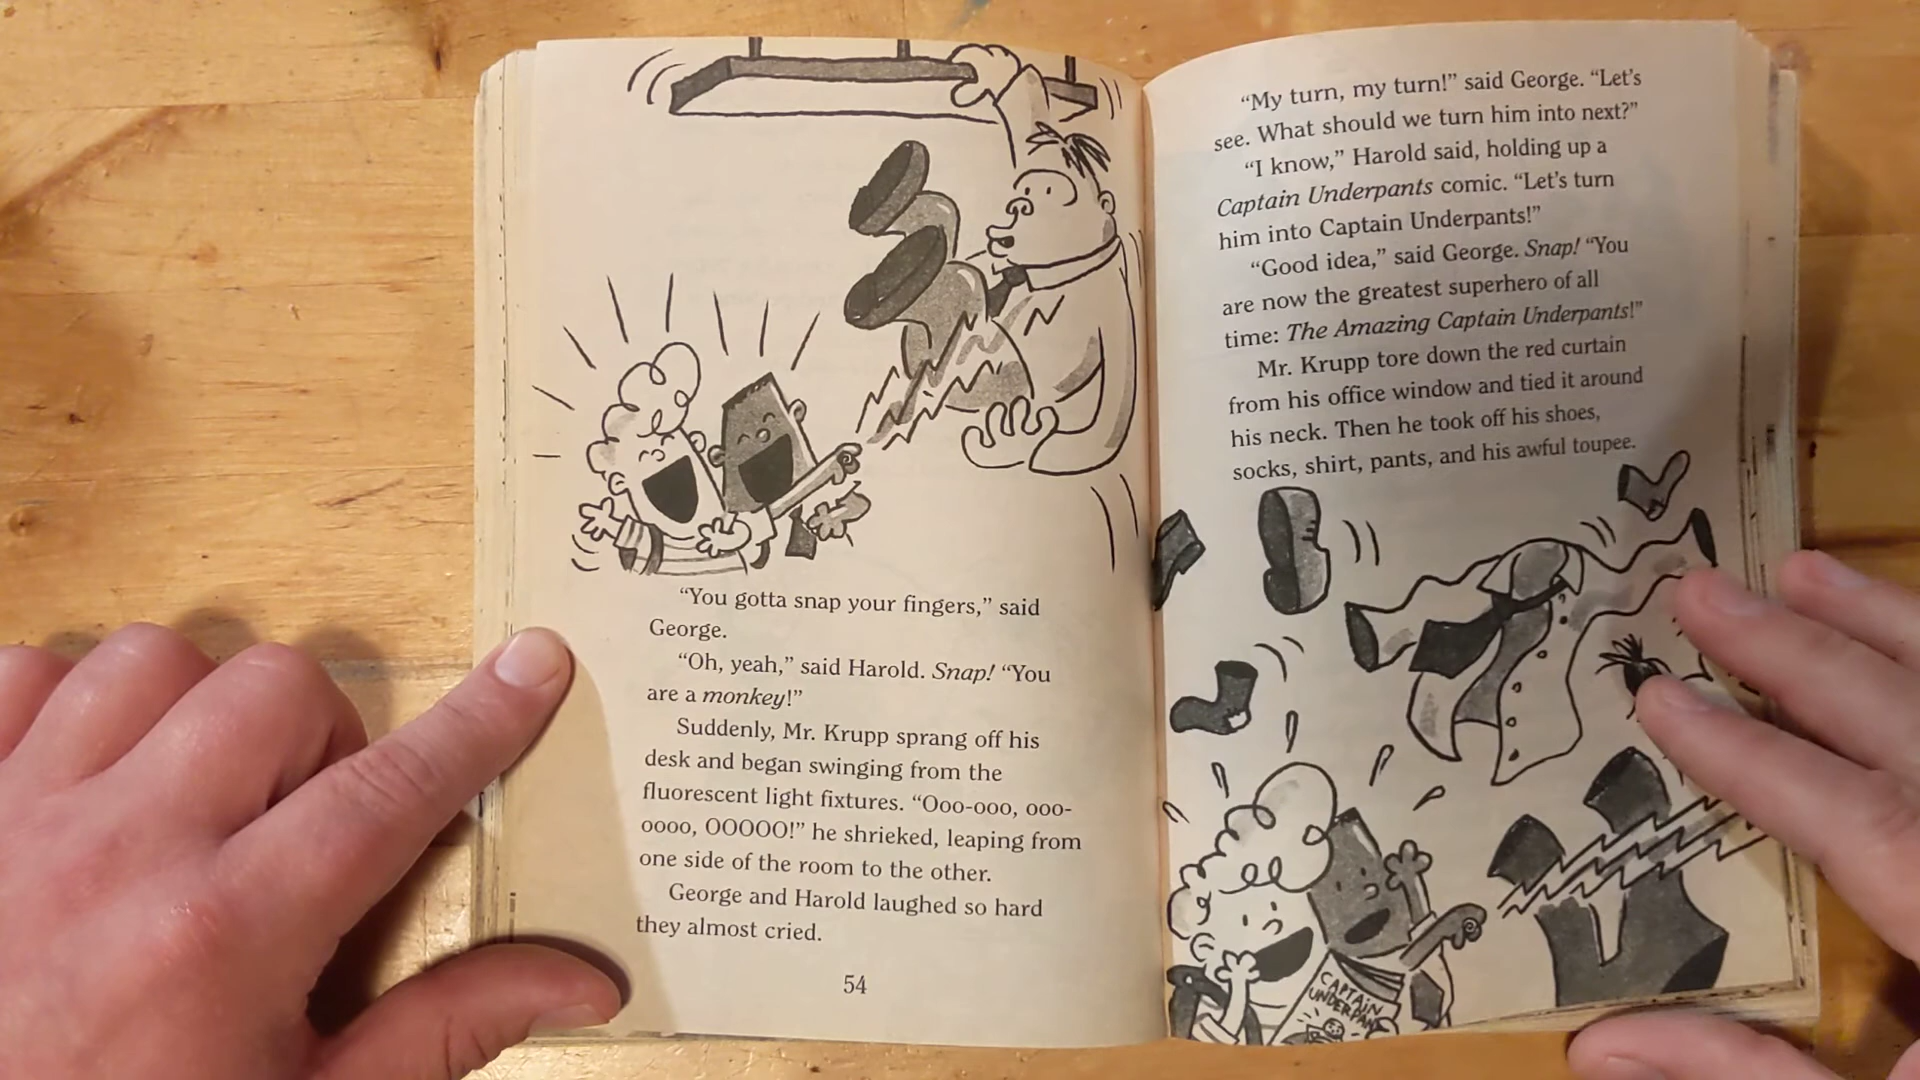 “You gotta snap your fingers,” said
George.
“Oh, yeah,” said Harold. Snap! “You
are a monkey!”
Suddenly, Mr. Krupp sprang off his
desk and began swinging from the
fluorescent light fixtures. “Ooo-ooo, ooo-
oooo, OOOOO!” he shrieked, leaping from
one side of the room to the other.
George and Harold laughed so hard
they almost cried.
54
“My turn, my turn!” said George. “Let’s
see. What should we turn him into next?”
“I know,” Harold said, holding up a
Captain Underpants comic. “Let’s turn
him into Captain Underpants!”
“Good idea,” said George. Snap! “You
are now the greatest superhero of all
time: The Amazing Captain Underpants!”
Mr. Krupp tore down the red curtain
from his office window and tied it around
his neck. Then he took off his shoes,
socks, shirt, pants, and his awful toupee.
CAPTAIN
UNDERPAN